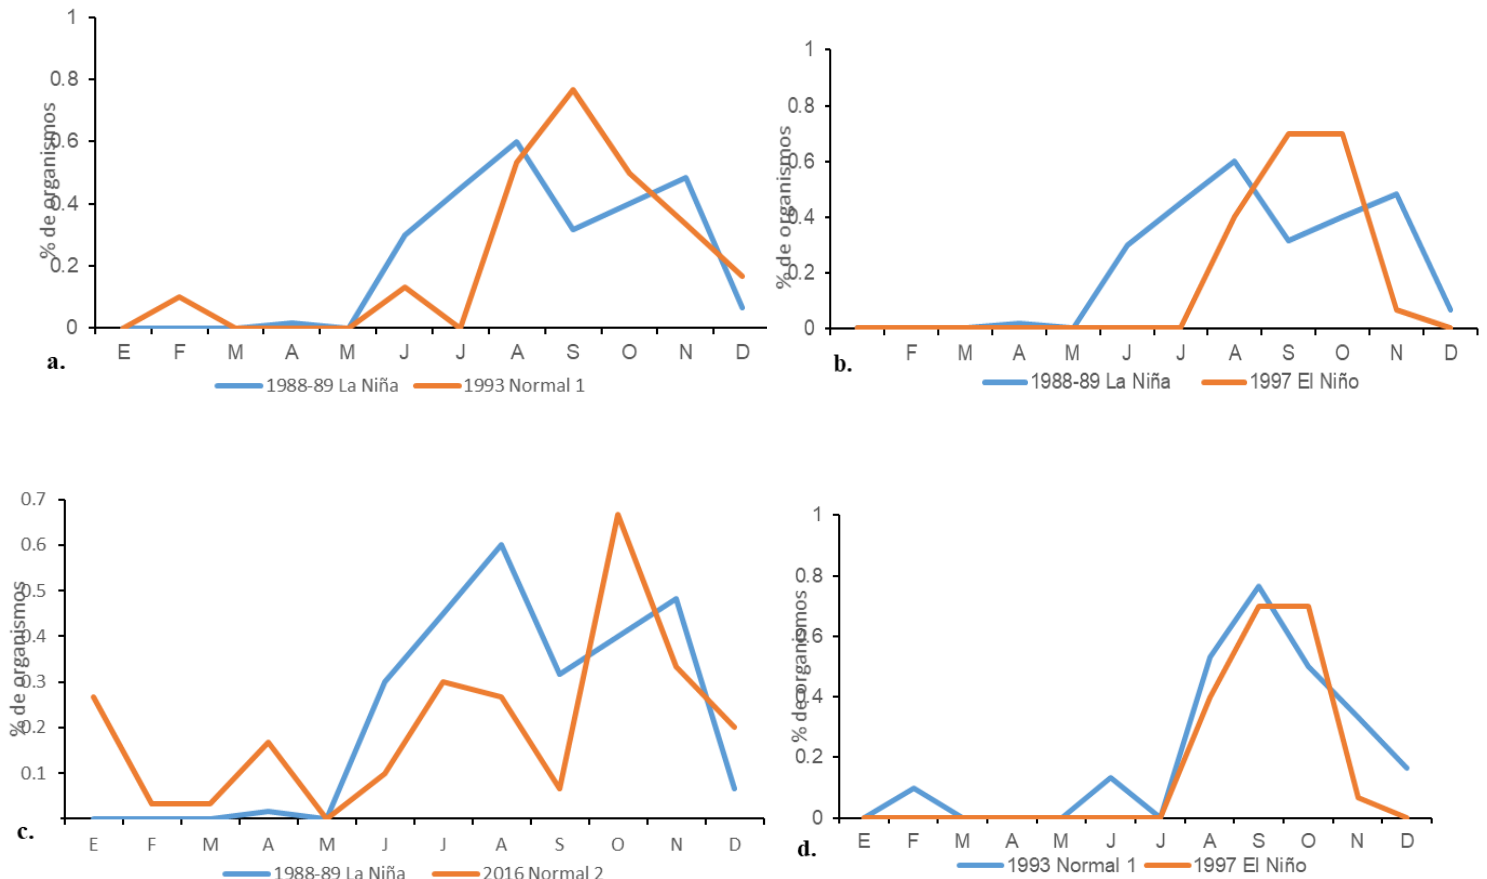 1
0.8
0.6
0.4
0.2
0
% de organismos
E F M A M J J A S O N D
a.
1988-89 La Niña 1993 Normal 1
1
0.8
0.6
0.4
0.2
0
% de organismos
F M A M J J A S O N D
b.
1988-89 La Niña 1997 El Niño
0.7
0.6
0.5
0.4
0.3
0.2
0.1
% de organismos
E F M A M J J A S O N D
c.
1988-89 La Niña 2016 Normal 2
1
0.8
0.6
0.4
0.2
0
% de organismos
E F M A M J J A S O N D
d.
1993 Normal 1 1997 El Niño